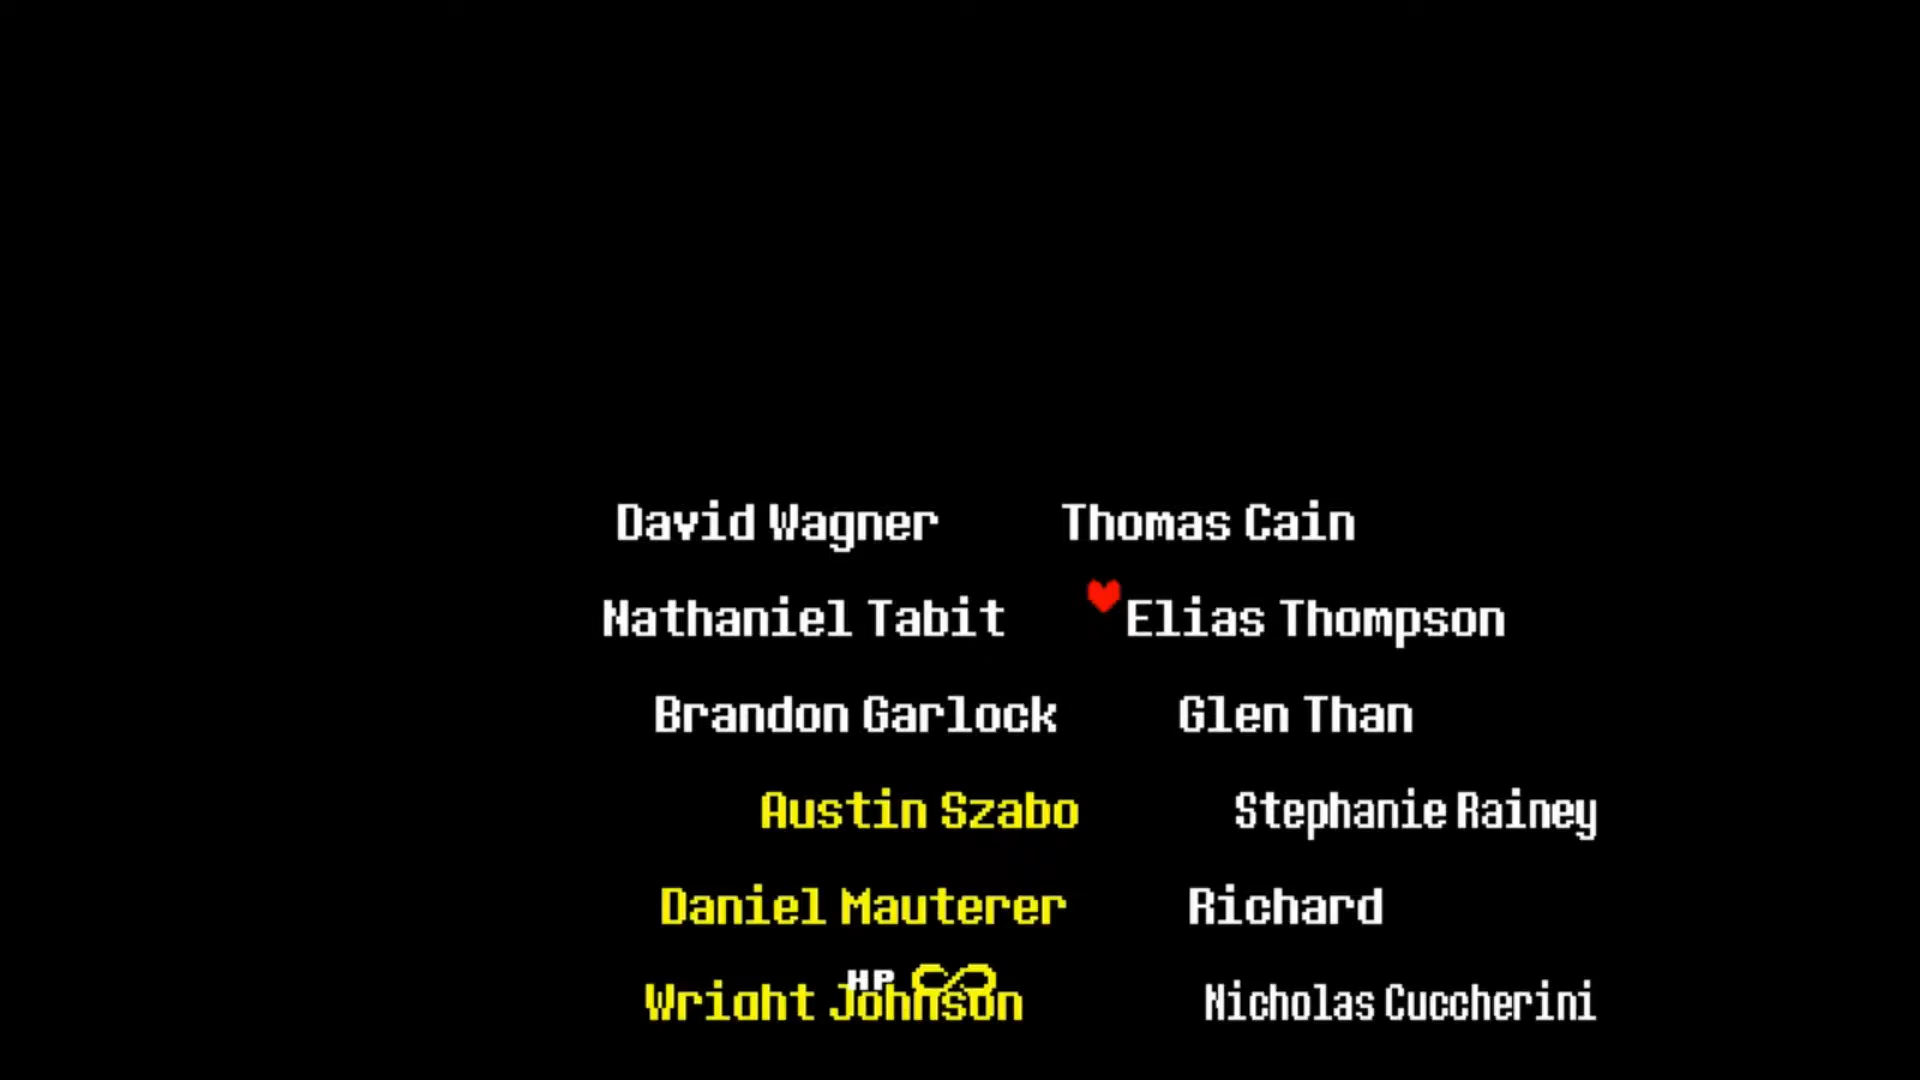 David Wagner Thomas Cain
Nathaniel Tabit Elias Thompson
Brandon Garlock Glen Than
Austin Szabo Stephanie Rainey
Daniel Mauterer Richard
HP
Wright Johnson Nicholas Cuccherini